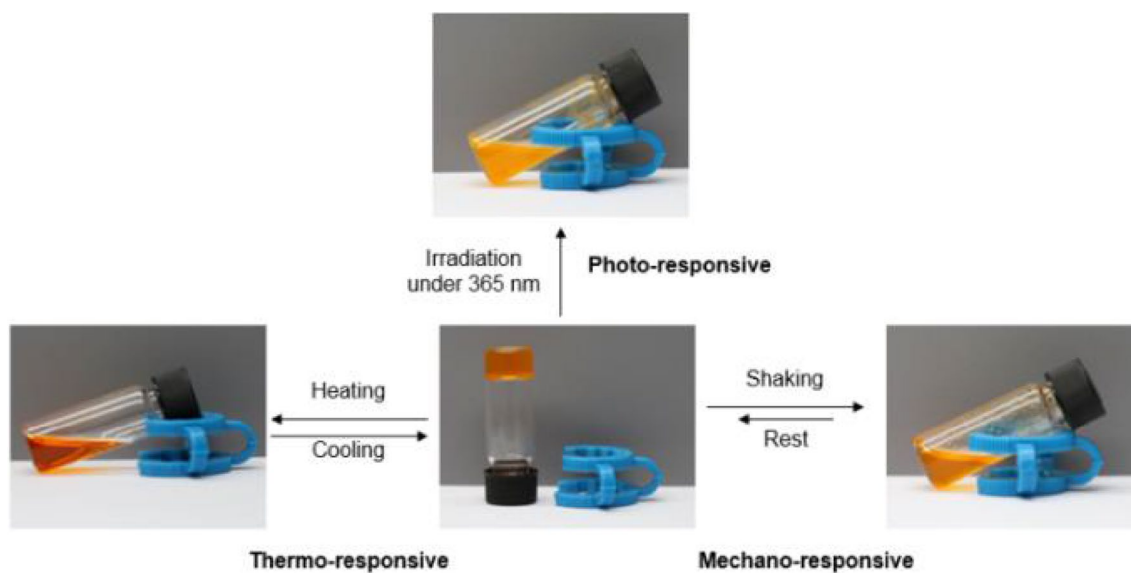 Irradiation
under 365 nm
Photo-responsive
Heating
Cooling
Shaking
Rest
Thermo-responsive
Mechano-responsive